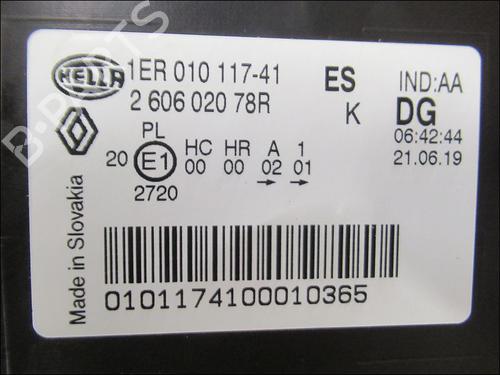 HELLA
1ER 010 117-41
ES
IND:AA
2 606 020 78R
K
DG
06:42:44
21.06.19
PL
20 E1 HC HR A 1
00 00 02 01
2720
Made in Slovakia
0101174100010365
B-PARTS